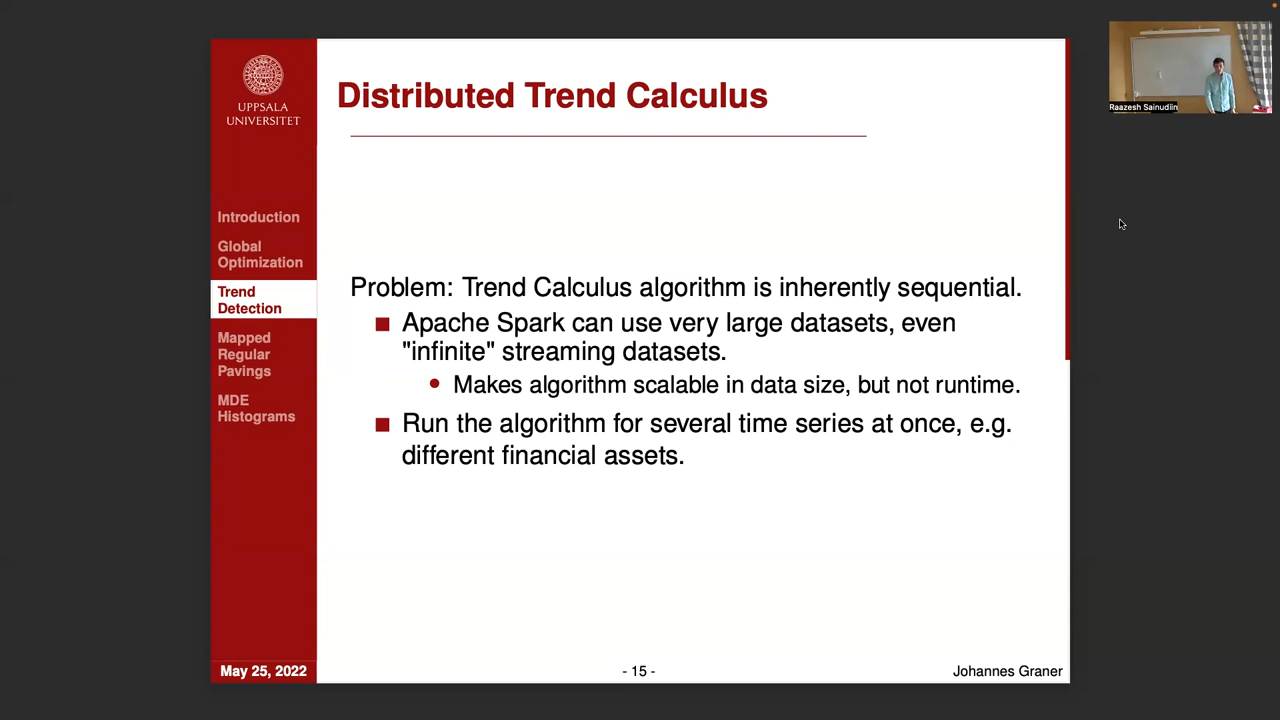 UPPSALA
UNIVERSITET
Introduction
Global
Optimization
Trend
Detection
Mapped
Regular
Pavings
MDE
Histograms
May 25, 2022
Distributed Trend Calculus
Problem: Trend Calculus algorithm is inherently sequential.
Apache Spark can use very large datasets, even
"infinite" streaming datasets.
Makes algorithm scalable in data size, but not runtime.
Run the algorithm for several time series at once, e.g.
different financial assets.
- 15 -
Johannes Graner
Raazesh Sainudiin